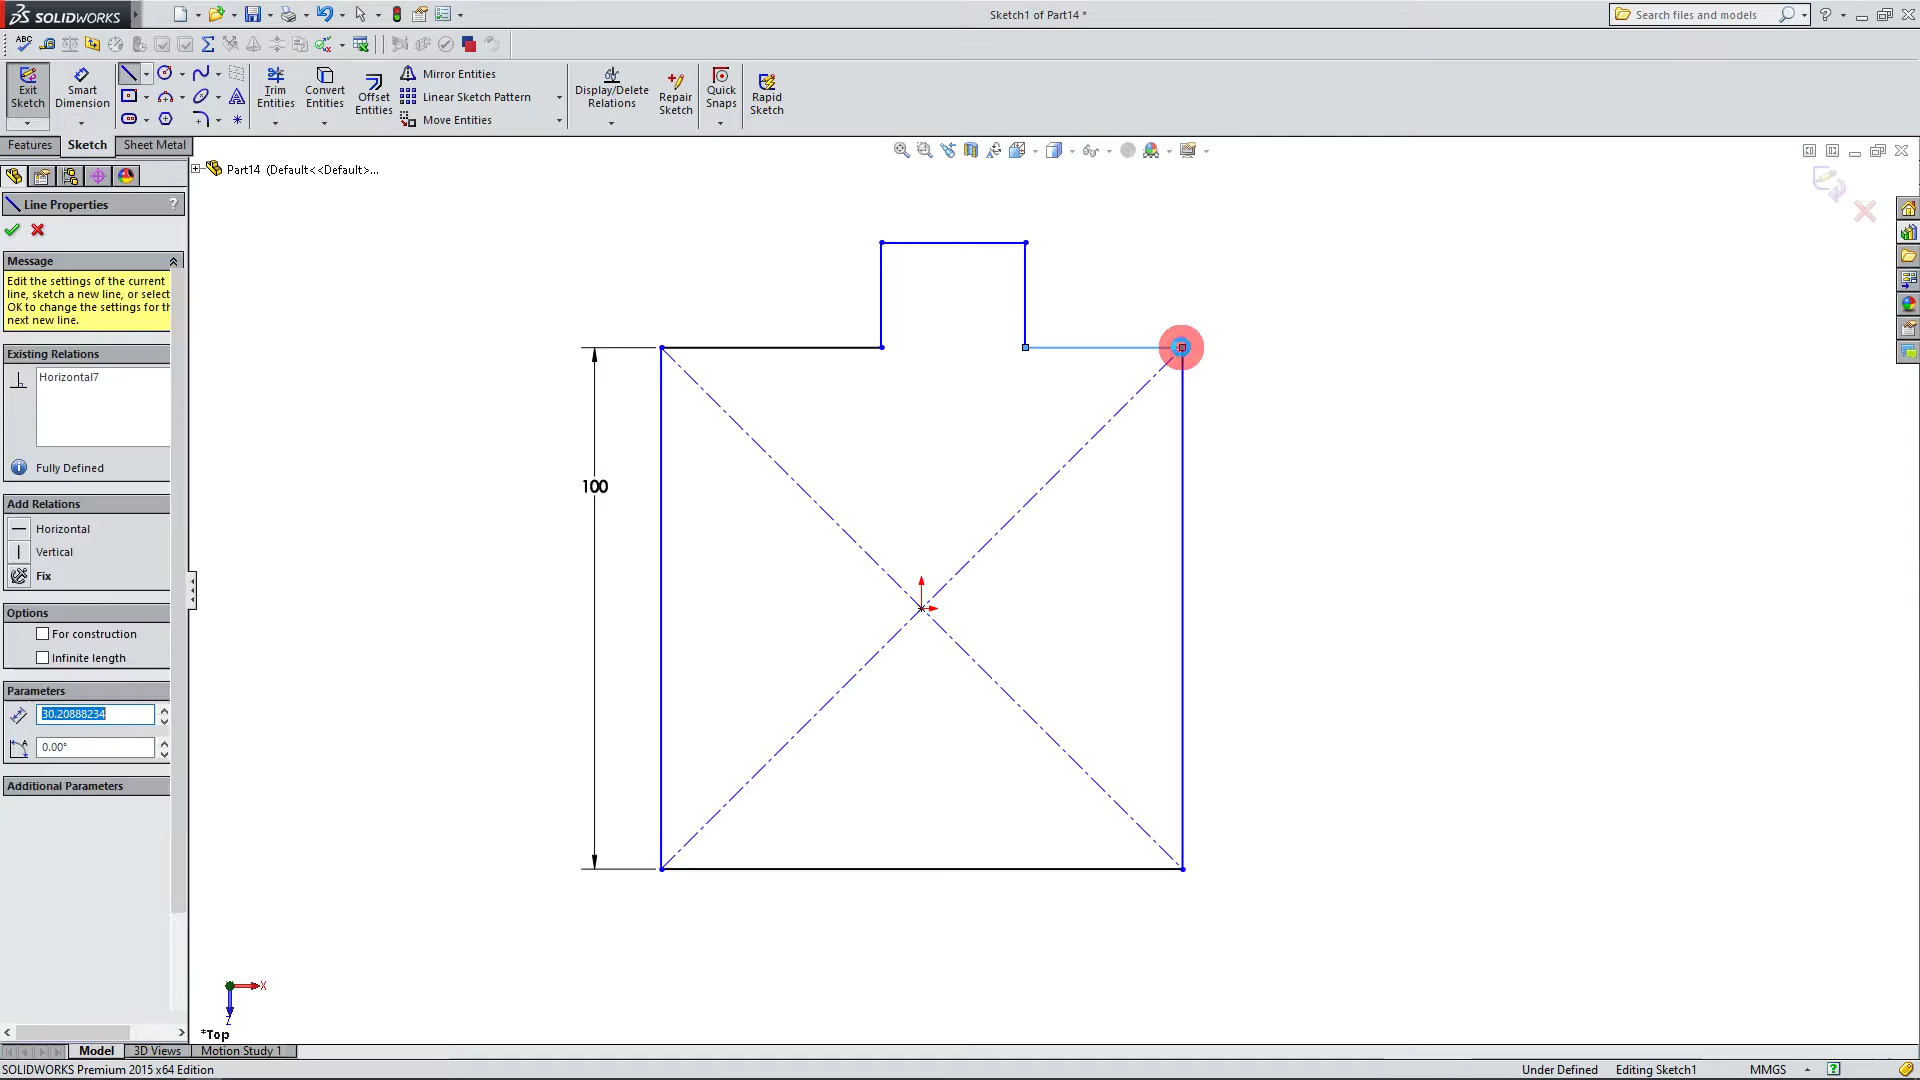 SOLIDWORKS
Sketch1 of Part14 *
Search files and models
ABC
Exit Sketch
Smart Dimension
Trim Entities
Convert Entities
Offset Entities
Mirror Entities
Linear Sketch Pattern
Move Entities
Display/Delete Relations
Repair Sketch
Quick Snaps
Rapid Sketch
Features
Sketch
Sheet Metal
Part14 (Default<<Default>...
Line Properties
?
Message
Edit the settings of the current
line, sketch a new line, or select
OK to change the settings for th
next new line.
Existing Relations
Horizontal7
Fully Defined
Add Relations
Horizontal
Vertical
Fix
Options
For construction
Infinite length
Parameters
30.20888234
0.00°
Additional Parameters
100
X
Z
*Top
Model
3D Views
Motion Study 1
SOLIDWORKS Premium 2015 x64 Edition
Under Defined
Editing Sketch1
MMGS